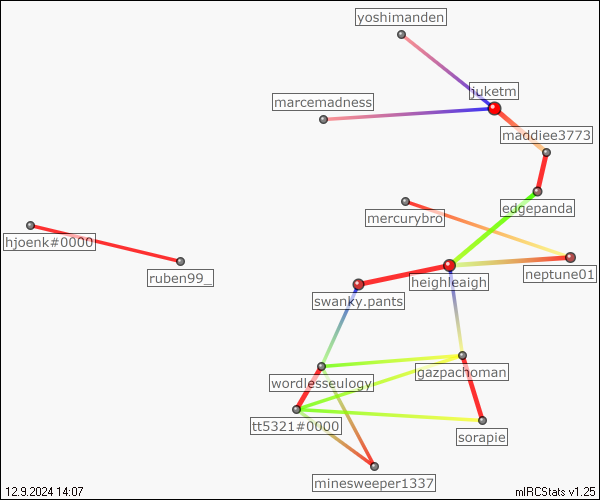 yoshimanden
juketm
marcemadness
maddiee3773
edgepanda
mercurybro
hjoenk#0000
ruben99_
neptune01
heighleaigh
swanky.pants
gazpachoman
wordlesseulogy
tt5321#0000
sorapie
minesweeper1337
12.9.2024 14:07
mIRCStats v1.25